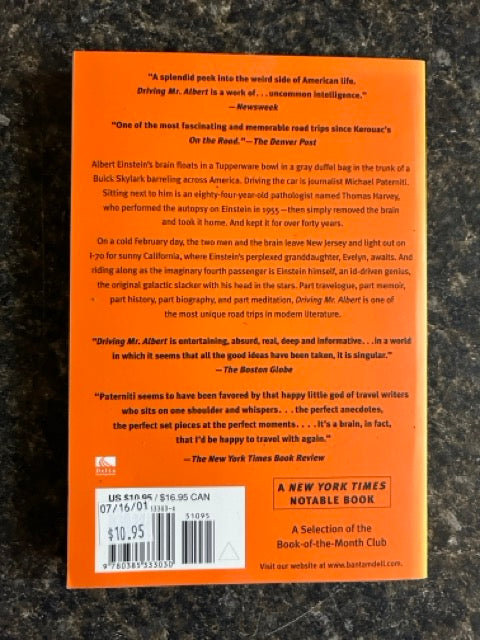 "A splendid peek into the weird side of American life.
Driving Mr. Albert is a work of...uncommon intelligence."
—Newsweek
"One of the most fascinating and memorable road trips since Kerouac's
On the Road."—The Denver Post
Albert Einstein's brain floats in a Tupperware bowl in a gray duffel bag in the trunk of a
Buick Skylark barreling across America. Driving the car is journalist Michael Paterniti.
Sitting next to him is an eighty-four-year-old pathologist named Thomas Harvey,
who performed the autopsy on Einstein in 1955—then simply removed the brain
and took it home. And kept it for over forty years.
On a cold February day, the two men and the brain leave New Jersey and light out on
I-70 for sunny California, where Einstein's perplexed granddaughter, Evelyn, awaits. And
riding along as the imaginary fourth passenger is Einstein himself, an id-driven genius,
the original galactic slacker with his head in the stars. Part travelogue, part memoir,
part history, part biography, and part meditation, Driving Mr. Albert is one of
the most unique road trips in modern literature.
"Driving Mr. Albert is entertaining, absurd, real, deep and informative...in a world
in which it seems that all the good ideas have been taken, it is singular."
—The Boston Globe
"Paterniti seems to have been favored by that happy little god of travel writers
who sits on one shoulder and whispers...the perfect anecdotes,
the perfect set pieces at the perfect moments....It's a brain, in fact,
that I'd be happy to travel with again."
—The New York Times Book Review
Delta
US $10.95 / $16.95 CAN
07/16/01
$10.95
51095
9 780385 333030
A NEW YORK TIMES
NOTABLE BOOK
A Selection of the
Book-of-the-Month Club
Visit our website at www.bantamdell.com.